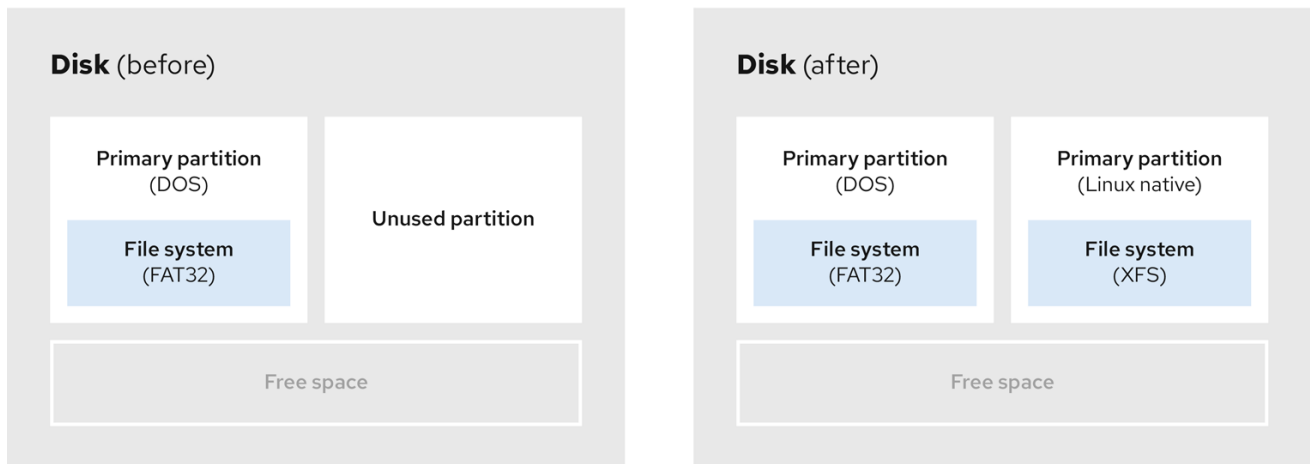 Disk (before)
Primary partition
(DOS)
File system
(FAT32)
Unused partition
Free space
Disk (after)
Primary partition
(DOS)
File system
(FAT32)
Primary partition
(Linux native)
File system
(XFS)
Free space